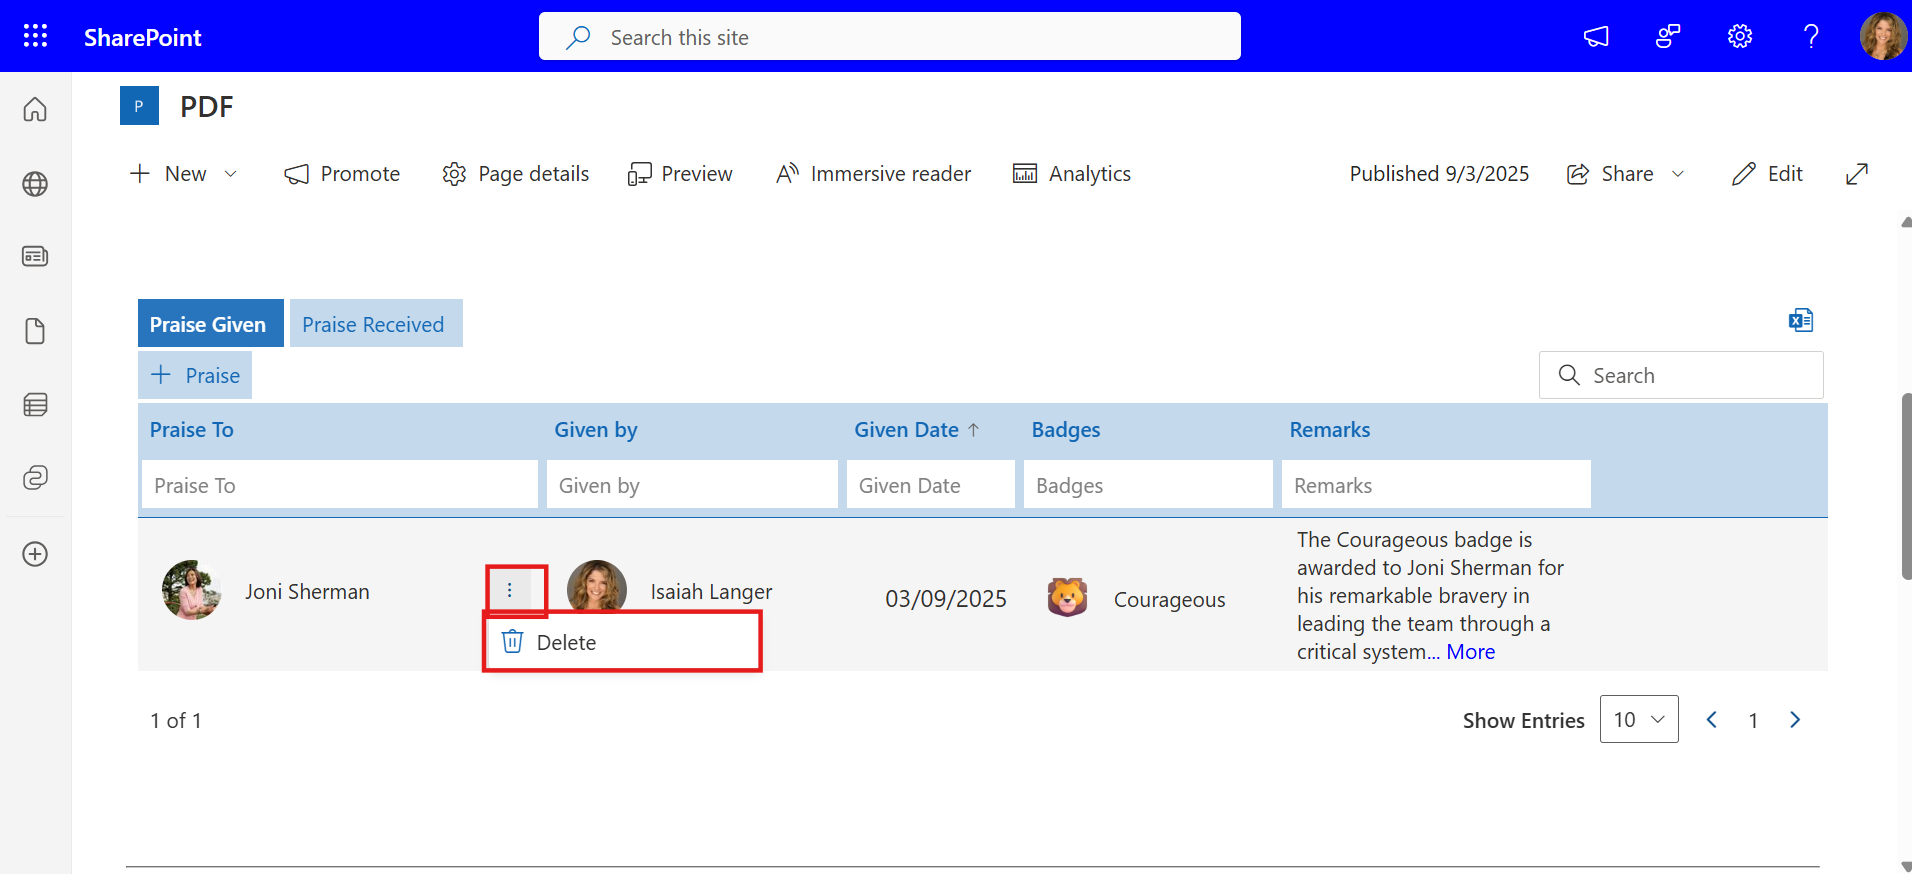 SharePoint
Search this site
P
PDF
New
Promote
Page details
Preview
Immersive reader
Analytics
Published 9/3/2025
Share
Edit
Praise Given
Praise Received
Praise
Search
Praise To
Given by
Given Date
Badges
Remarks
Praise To
Given by
Given Date
Badges
Remarks
Joni Sherman
Isaiah Langer
03/09/2025
Courageous
The Courageous badge is
awarded to Joni Sherman for
his remarkable bravery in
leading the team through a
critical system... More
Delete
1 of 1
Show Entries
10
1